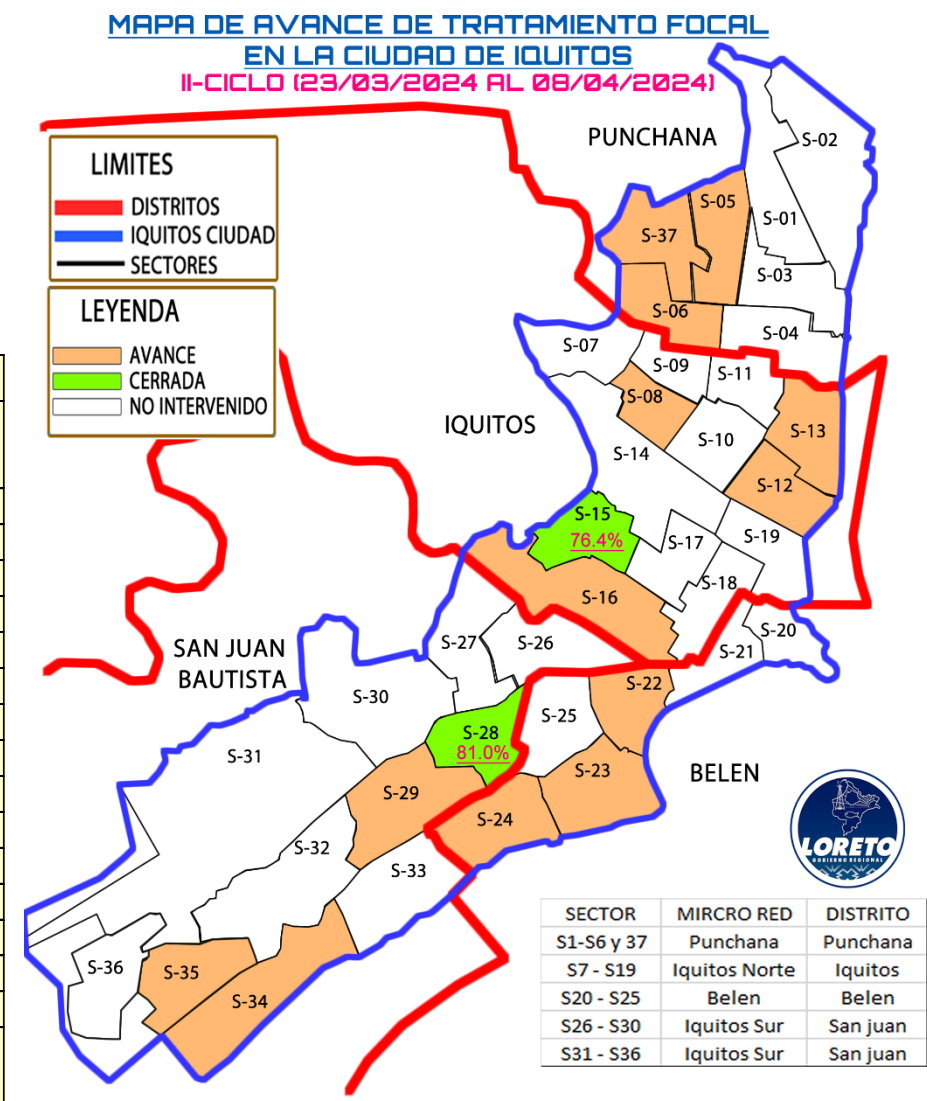 MAPA DE AVANCE DE TRATAMIENTO FOCAL
EN LA CIUDAD DE IQUITOS
II-CICLO (23/03/2024 AL 08/04/2024)
LIMITES
DISTRITOS
IQUITOS CIUDAD
SECTORES
LEYENDA
AVANCE
CERRADA
NO INTERVENIDO
PUNCHANA
S-02
S-05
S-01
S-37
S-03
S-06
S-04
S-07
S-09
S-11
S-08
IQUITOS
S-10
S-13
S-14
S-12
S-15
76.4%
S-17
S-19
S-18
S-16
S-20
S-21
SAN JUAN
BAUTISTA
S-27
S-26
S-22
S-30
S-25
S-28
81.0%
S-31
S-23
BELEN
S-29
S-24
S-32
S-33
S-36
S-35
S-34
LORETO
GOBIERNO REGIONAL
SECTOR MIRCRO RED DISTRITO
S1-S6 y 37 Punchana Punchana
S7 - S19 Iquitos Norte Iquitos
S20 - S25 Belen Belen
S26 - S30 Iquitos Sur San juan
S31 - S36 Iquitos Sur San juan